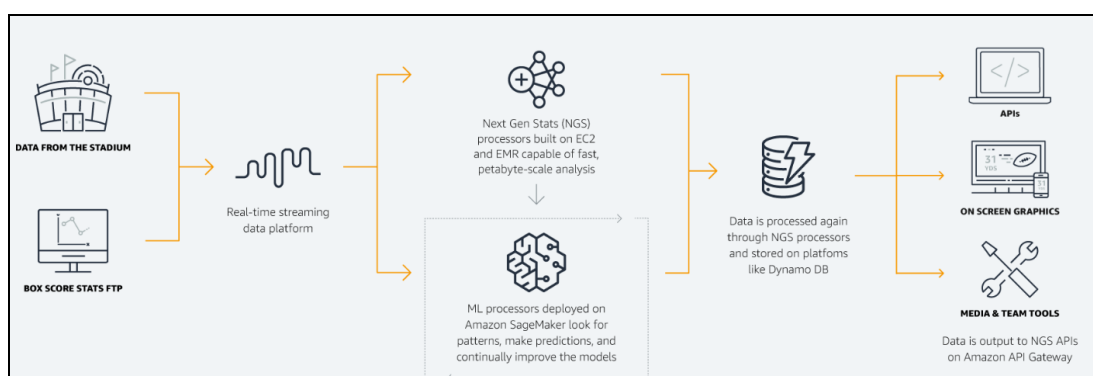 DATA FROM THE STADIUM
BOX SCORE STATS FTP
Real-time streaming
data platform
Next Gen Stats (NGS)
processors built on EC2
and EMR capable of fast,
petabyte-scale analysis
ML processors deployed on
Amazon SageMaker look for
patterns, make predictions, and
continually improve the models
Data is processed again
through NGS processors
and stored on platfoms
like Dynamo DB
</>
APIs
31
YDS
31
ON SCREEN GRAPHICS
MEDIA & TEAM TOOLS
Data is output to NGS APIs
on Amazon API Gateway